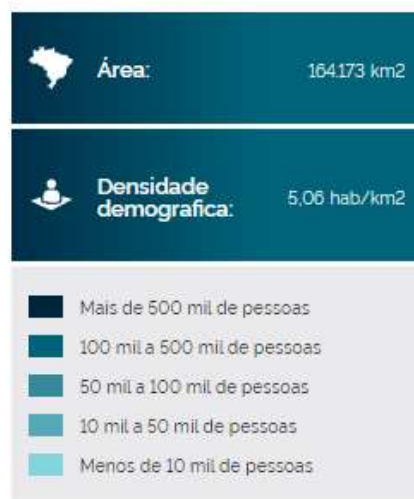 Área: 164.173 km2
Densidade
demografica: 5,06 hab/km2
Mais de 500 mil de pessoas
100 mil a 500 mil de pessoas
50 mil a 100 mil de pessoas
10 mil a 50 mil de pessoas
Menos de 10 mil de pessoas